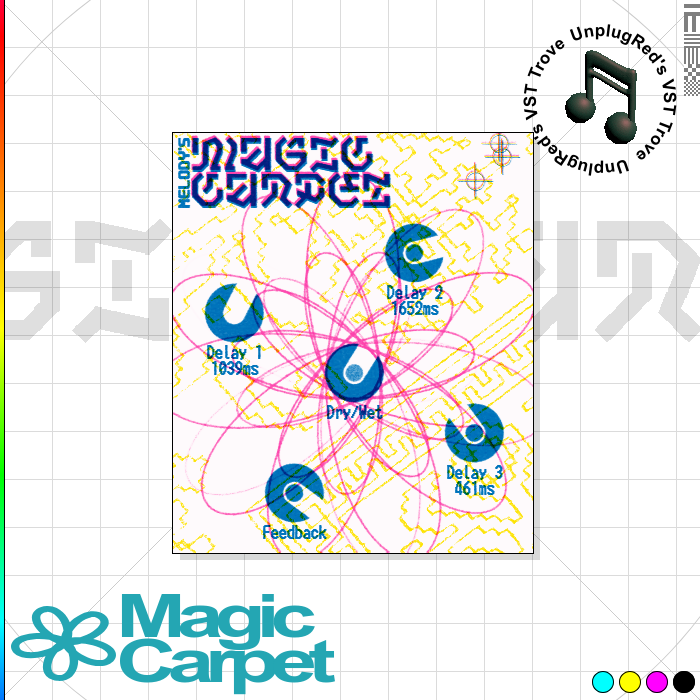 UnplugRed's VST Trove UnplugRed's VST Trove
MELODY'S
MAGIC
CARPET
Delay 2
1652ms
Delay 1
1039ms
Dry/Wet
Delay 3
461ms
Feedback
Magic
Carpet